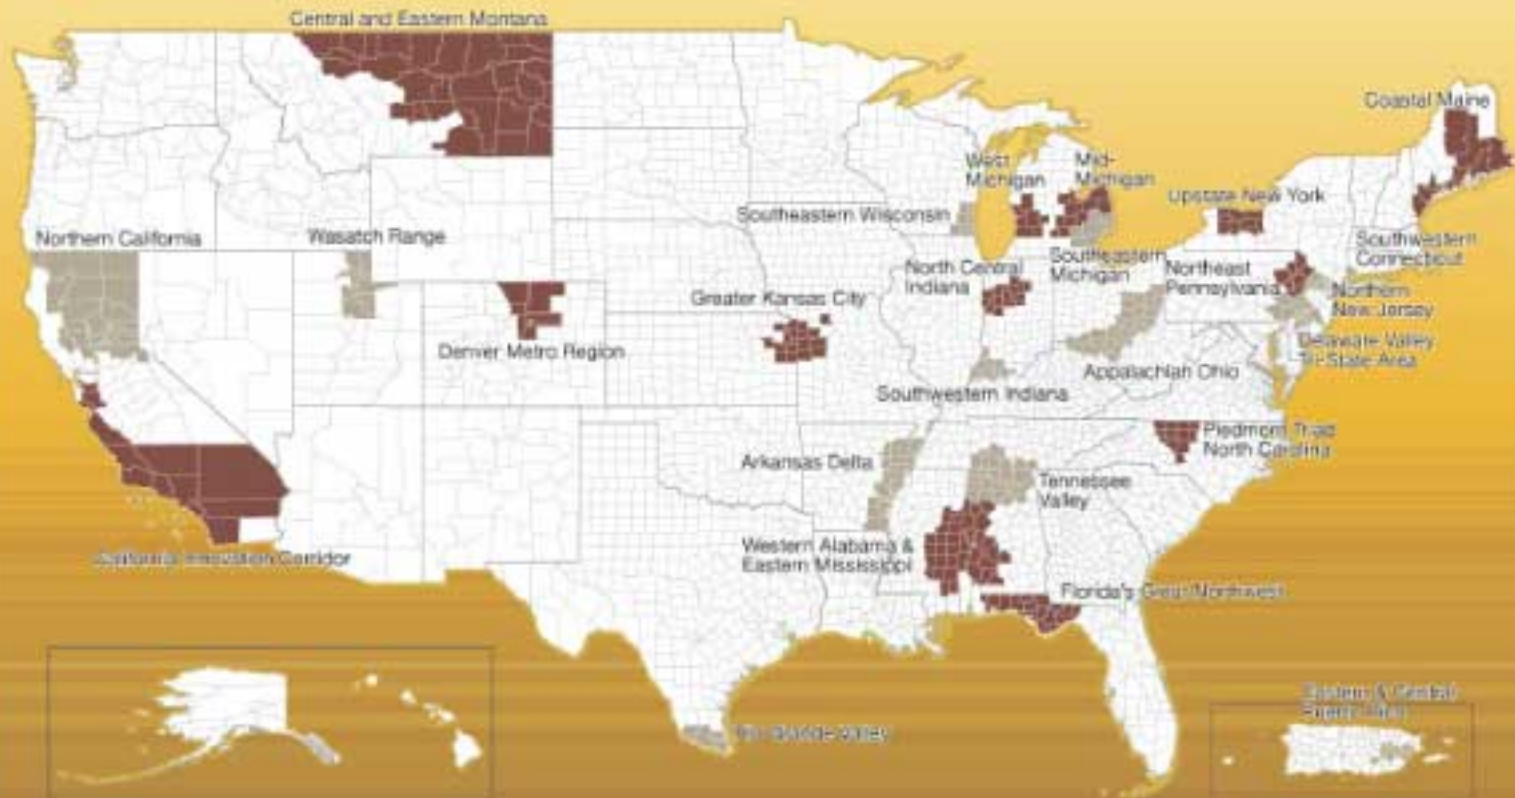 Central and Eastern Montana
Coastal Maine
West
Michigan
Mid-
Michigan
Upstate New York
Southeastern Wisconsin
Northern California
Wasatch Range
Southwestern
Connecticut
North Central
Indiana
Southeastern
Michigan
Northeast
Pennsylvania
Northern
New Jersey
Greater Kansas City
Denver Metro Region
Delaware Valley
Tri-State Area
Appalachian Ohio
Southwestern Indiana
Piedmont Triad
North Carolina
Arkansas Delta
Tennessee
Valley
Western Alabama &
Eastern Mississippi
California Innovation Corridor
Florida's Great Northwest
Eastern & Central
Puerto Rico
Rio Grande Valley